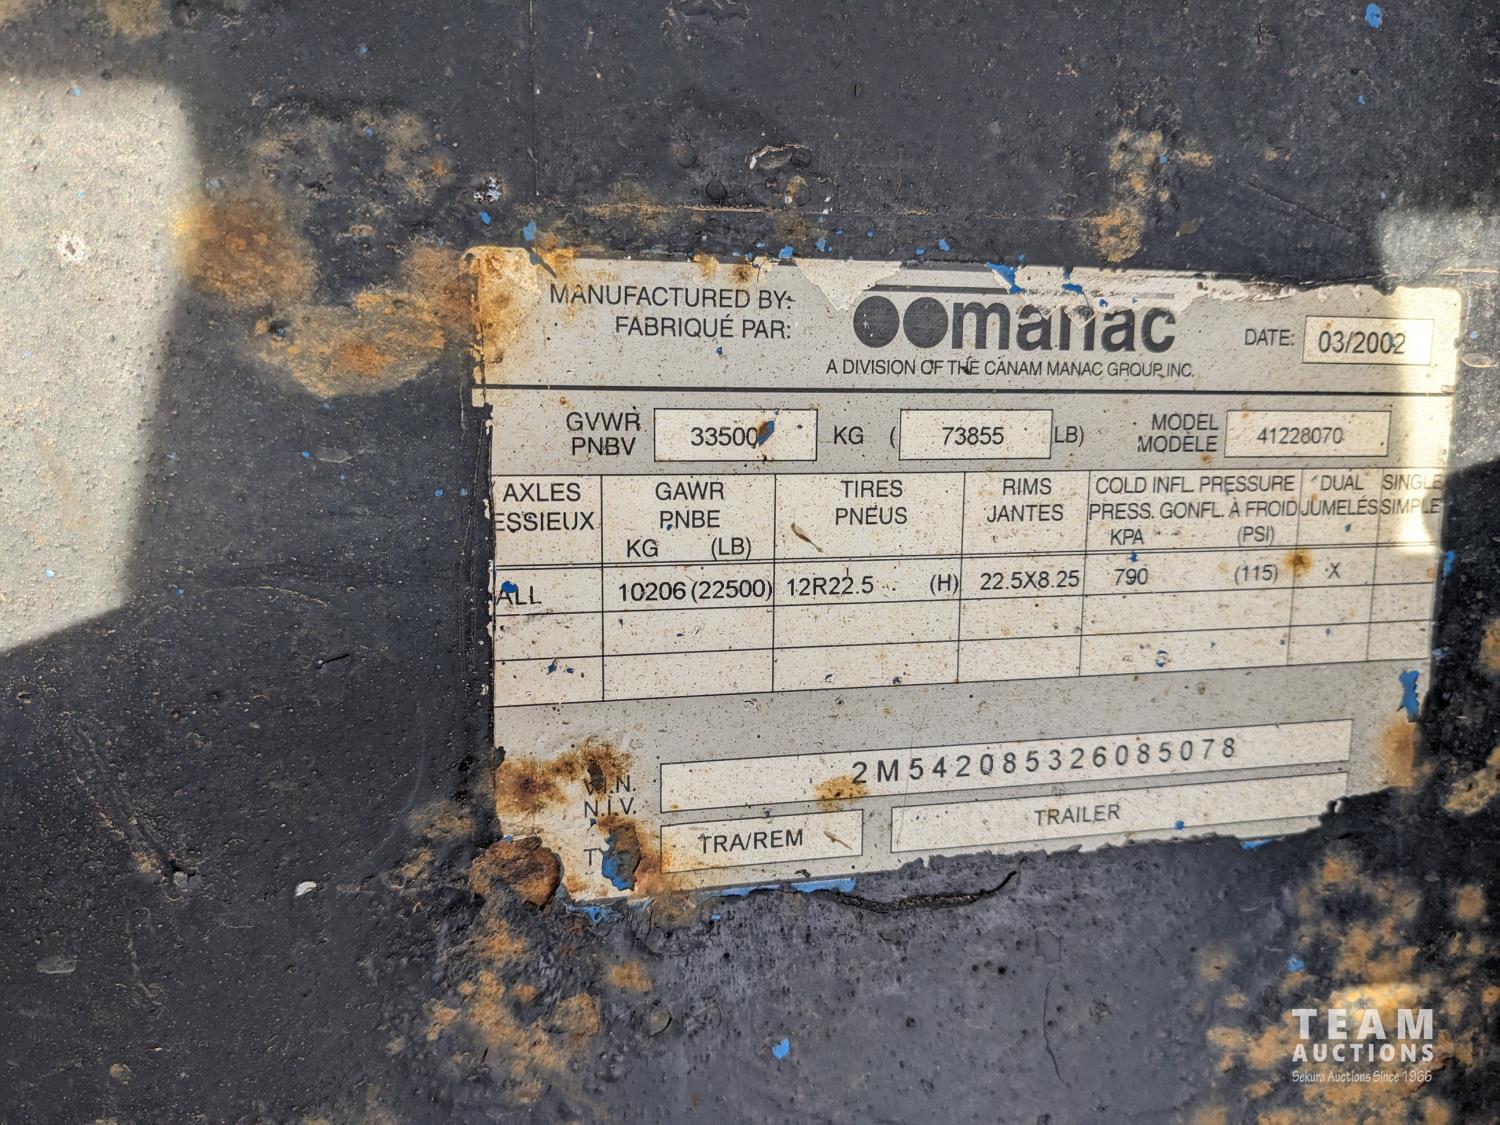 MANUFACTURED BY:
FABRIQUÉ PAR:
manac
A DIVISION OF THE CANAM MANAC GROUP INC.
DATE: 03/2002
GVWR
PNBV
33500 KG ( 73855 LB)
MODEL
MODÈLE
41228070
AXLES
ESSIEUX
GAWR
PNBE
KG (LB)
TIRES
PNEUS
RIMS
JANTES
COLD INFL. PRESSURE
PRESS. GONFL. À FROID
KPA (PSI)
DUAL
JUMELÉS
SINGLE
SIMPLE
ALL 10206 (22500) 12R22.5 (H) 22.5X8.25 790 (115) X
V.I.N.
N.I.V.
2M542085326085078
TRA/REM TRAILER
TEAM
AUCTIONS
Sekura Auctions Since 1966